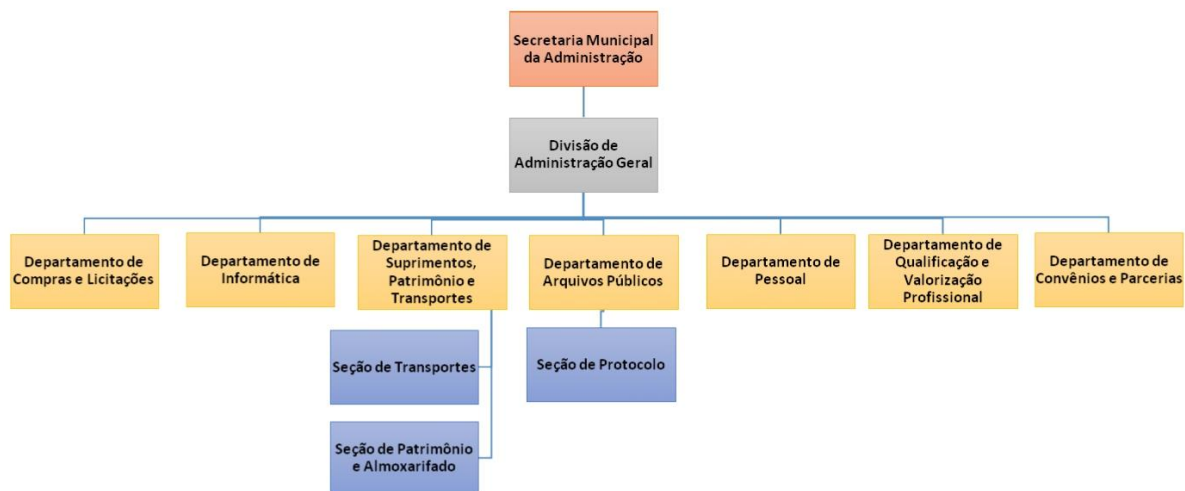 Secretaria Municipal
da Administração
Divisão de
Administração Geral
Departamento de
Compras e Licitações
Departamento de
Informática
Departamento de
Suprimentos,
Patrimônio e
Transportes
Departamento de
Arquivos Públicos
Departamento de
Pessoal
Departamento de
Qualificação e
Valorização
Profissional
Departamento de
Convênios e Parcerias
Seção de Transportes
Seção de Protocolo
Seção de Patrimônio
e Almoxarifado